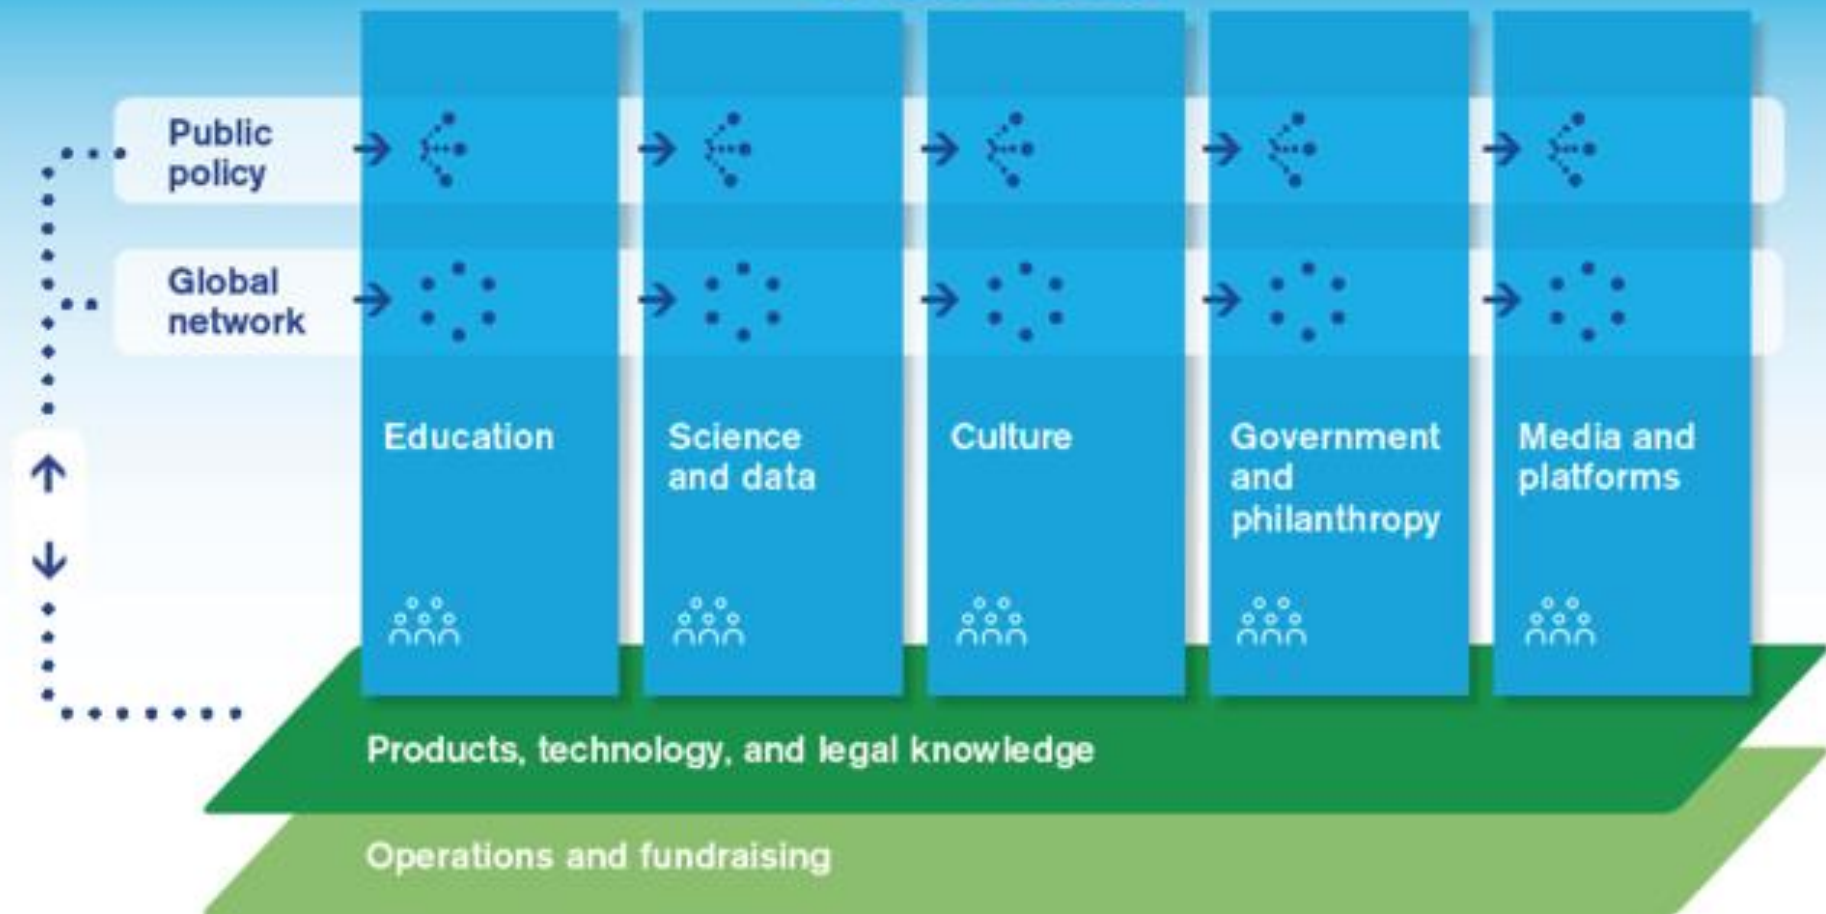 Public
policy
Global
network
Education
Science
and data
Culture
Government
and
philanthropy
Media and
platforms
Products, technology, and legal knowledge
Operations and fundraising